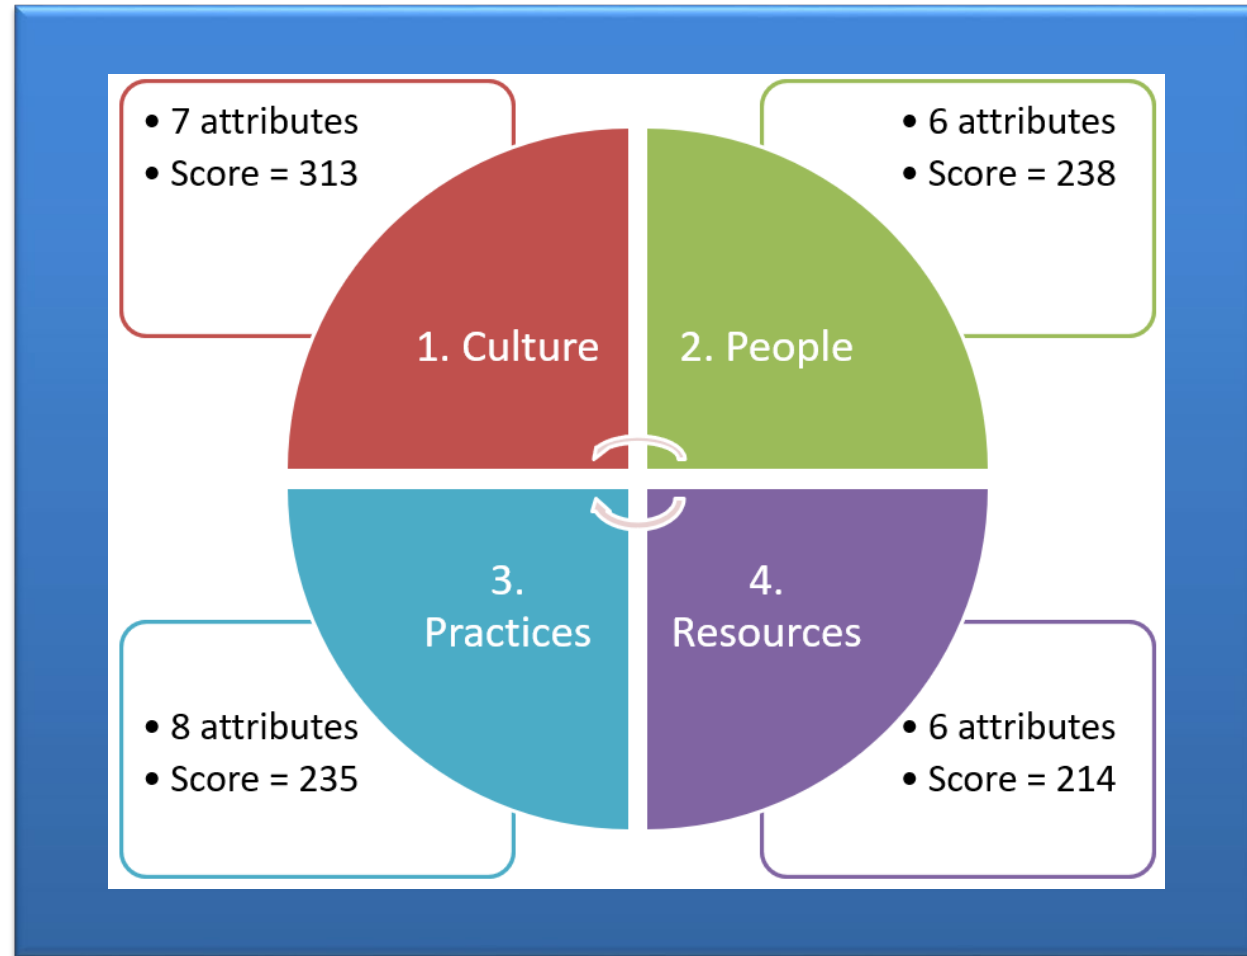 • 7 attributes
• Score = 313
• 6 attributes
• Score = 238
1. Culture
2. People
3.
Practices
4.
Resources
• 8 attributes
• Score = 235
• 6 attributes
• Score = 214